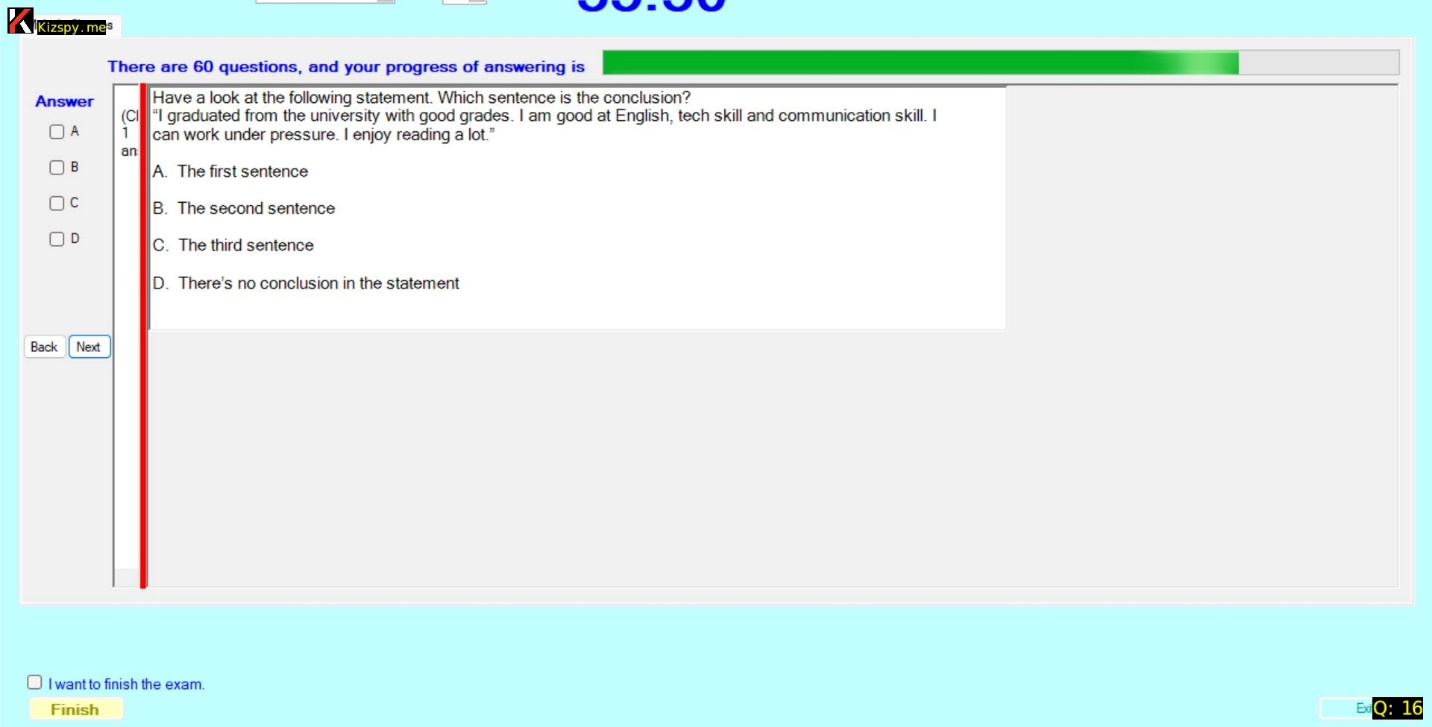 Kizspy.me
There are 60 questions, and your progress of answering is
Answer
A
B
C
D
1
Have a look at the following statement. Which sentence is the conclusion?
“I graduated from the university with good grades. I am good at English, tech skill and communication skill. I
can work under pressure. I enjoy reading a lot.”
A. The first sentence
B. The second sentence
C. The third sentence
D. There's no conclusion in the statement
Back Next
I want to finish the exam.
Finish
Q: 16